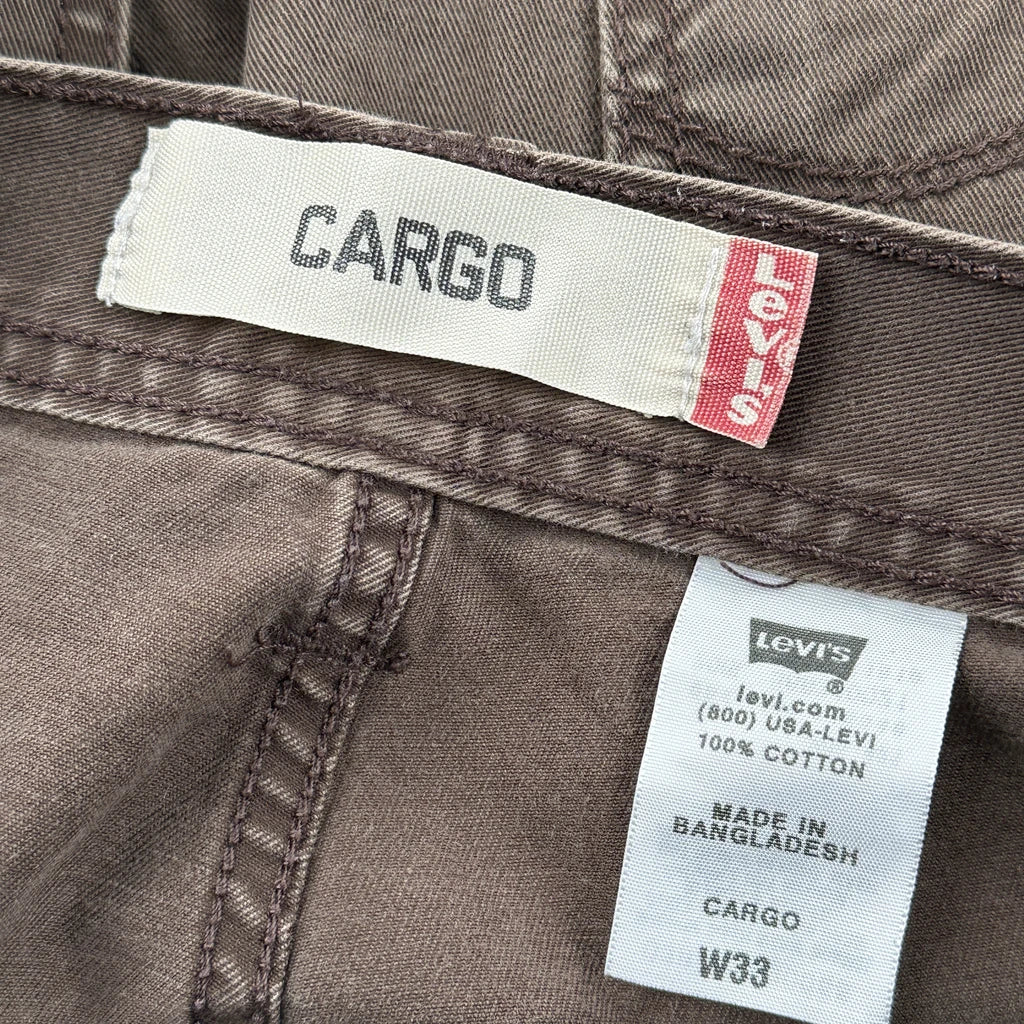 CARGO
Levi's
LEVI'S
®
levi.com
(800) USA-LEVI
100% COTTON
MADE IN
BANGLADESH
CARGO
W33